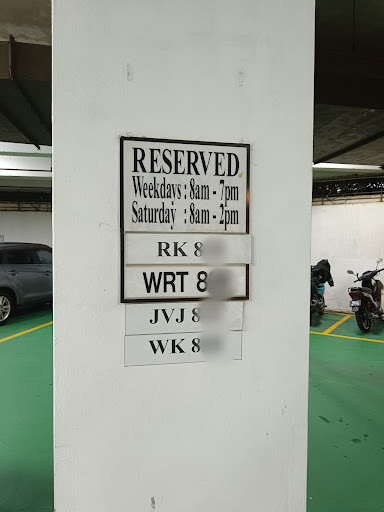 RESERVED
Weekdays : 8am - 7pm
Saturday : 8am - 2pm
RK 8
WRT 8
JVJ 8
WK 8